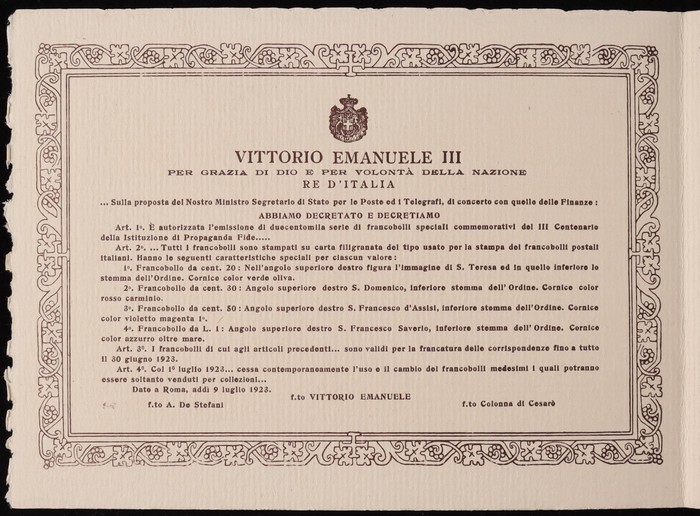 VITTORIO EMANUELE III
PER GRAZIA DI DIO E PER VOLONTÀ DELLA NAZIONE
RE D'ITALIA
... Sulla proposta del Nostro Ministro Segretario di Stato per le Poste ed i Telegrafi, di concerto con quello delle Finanze :
ABBIAMO DECRETATO E DECRETIAMO
Art. 1º. È autorizzata l'emissione di duecentomila serie di francobolli speciali commemorativi del III Centenario
della Istituzione di Propaganda Fide.....
Art. 2º. ... Tutti i francobolli sono stampati su carta filigranata del tipo usato per la stampa dei francobolli postali
italiani. Hanno le seguenti caratteristiche speciali per ciascun valore :
1º. Francobollo da cent. 20 : Nell'angolo superiore destro figura l'immagine di S. Teresa ed in quello inferiore lo
stemma dell'Ordine. Cornice color verde oliva.
2º. Francobollo da cent. 30 : Angolo superiore destro S. Domenico, inferiore stemma dell'Ordine. Cornice color
rosso carminio.
3º. Francobollo da cent. 50 : Angolo superiore destro S. Francesco d'Assisi, inferiore stemma dell'Ordine. Cornice
color violetto magenta 1º.
4º. Francobollo da L. 1 : Angolo superiore destro S. Francesco Saverio, inferiore stemma dell'Ordine. Cornice
color azzurro oltre mare.
Art. 3º. I francobolli di cui agli articoli precedenti... sono validi per la francatura delle corrispondenze fino a tutto
il 30 giugno 1923.
Art. 4º. Col 1º luglio 1923... cessa contemporaneamente l'uso e il cambio dei francobolli medesimi i quali potranno
essere soltanto venduti per collezioni...
Dato a Roma, addì 9 luglio 1923.
f.to VITTORIO EMANUELE
f.to A. De Stefani
f.to Colonna di Cesarò